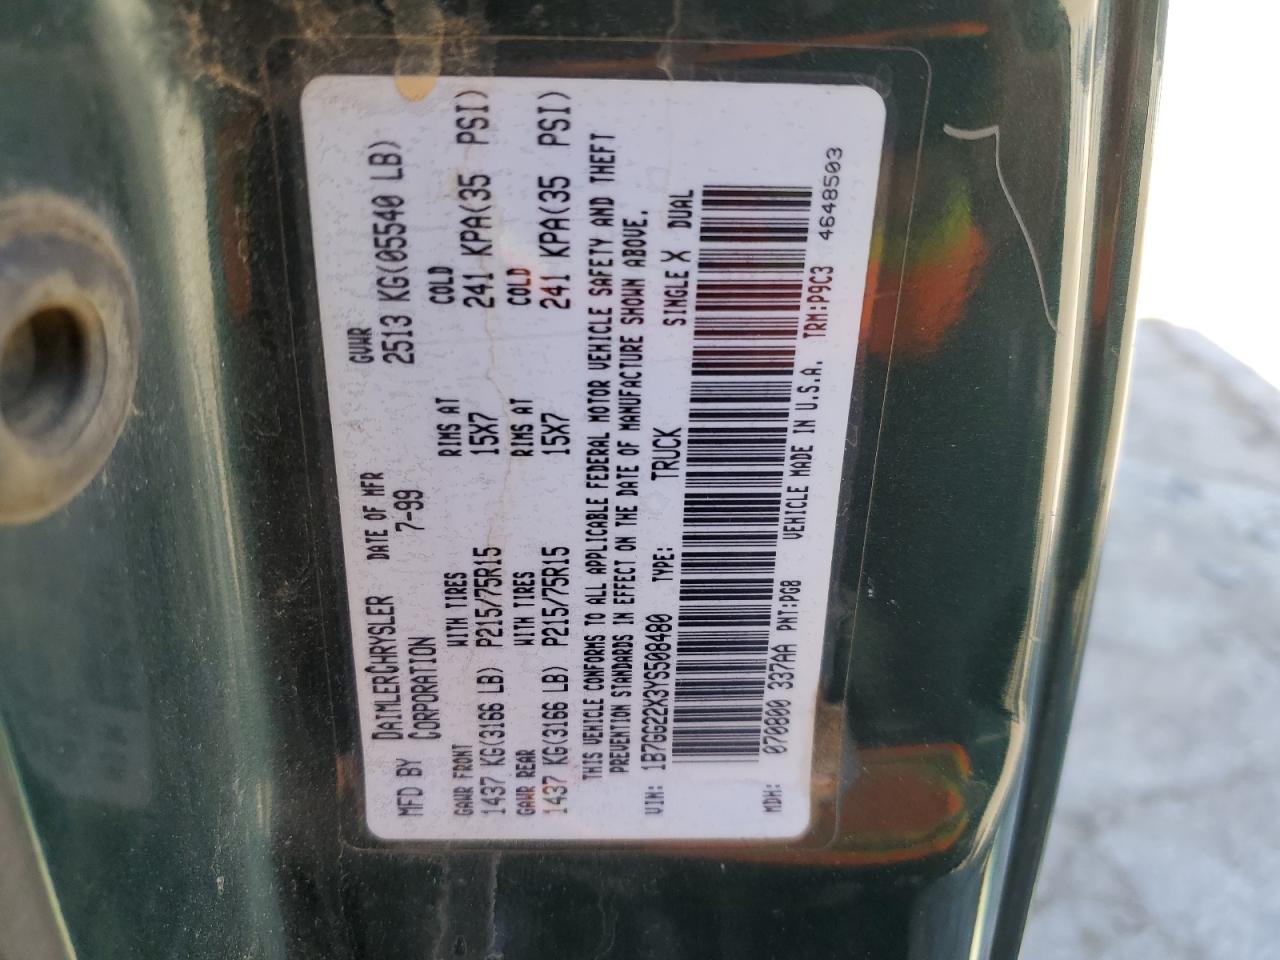 MFD BY DAIMLERCHRYSLER CORPORATION DATE OF MFR 7-99 GVWR 2513 KG(05540 LB)
GAWR FRONT WITH TIRES RIMS AT COLD
1437 KG(3166 LB) P215/75R15 15X7 241 KPA(35 PSI)
GAWR REAR WITH TIRES RIMS AT COLD
1437 KG(3166 LB) P215/75R15 15X7 241 KPA(35 PSI)
THIS VEHICLE CONFORMS TO ALL APPLICABLE FEDERAL MOTOR VEHICLE SAFETY AND THEFT
PREVENTION STANDARDS IN EFFECT ON THE DATE OF MANUFACTURE SHOWN ABOVE.
VIN: 1B7GG22X3YS508480 TYPE: TRUCK SINGLE X DUAL
MDH: 070800 337AA PNT:PG8 VEHICLE MADE IN U.S.A. TRM:P9C3 4648503